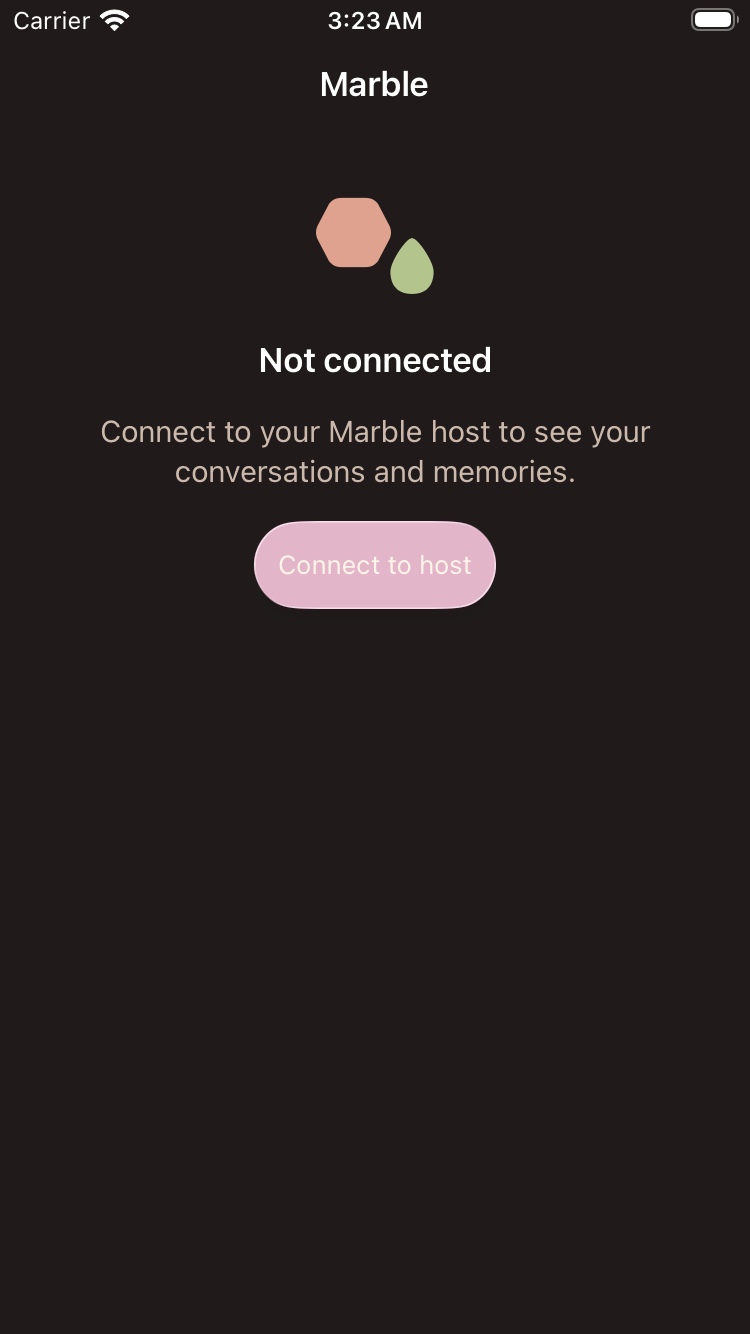 Carrier 3:23 AM
Marble
Not connected
Connect to your Marble host to see your
conversations and memories.
Connect to host